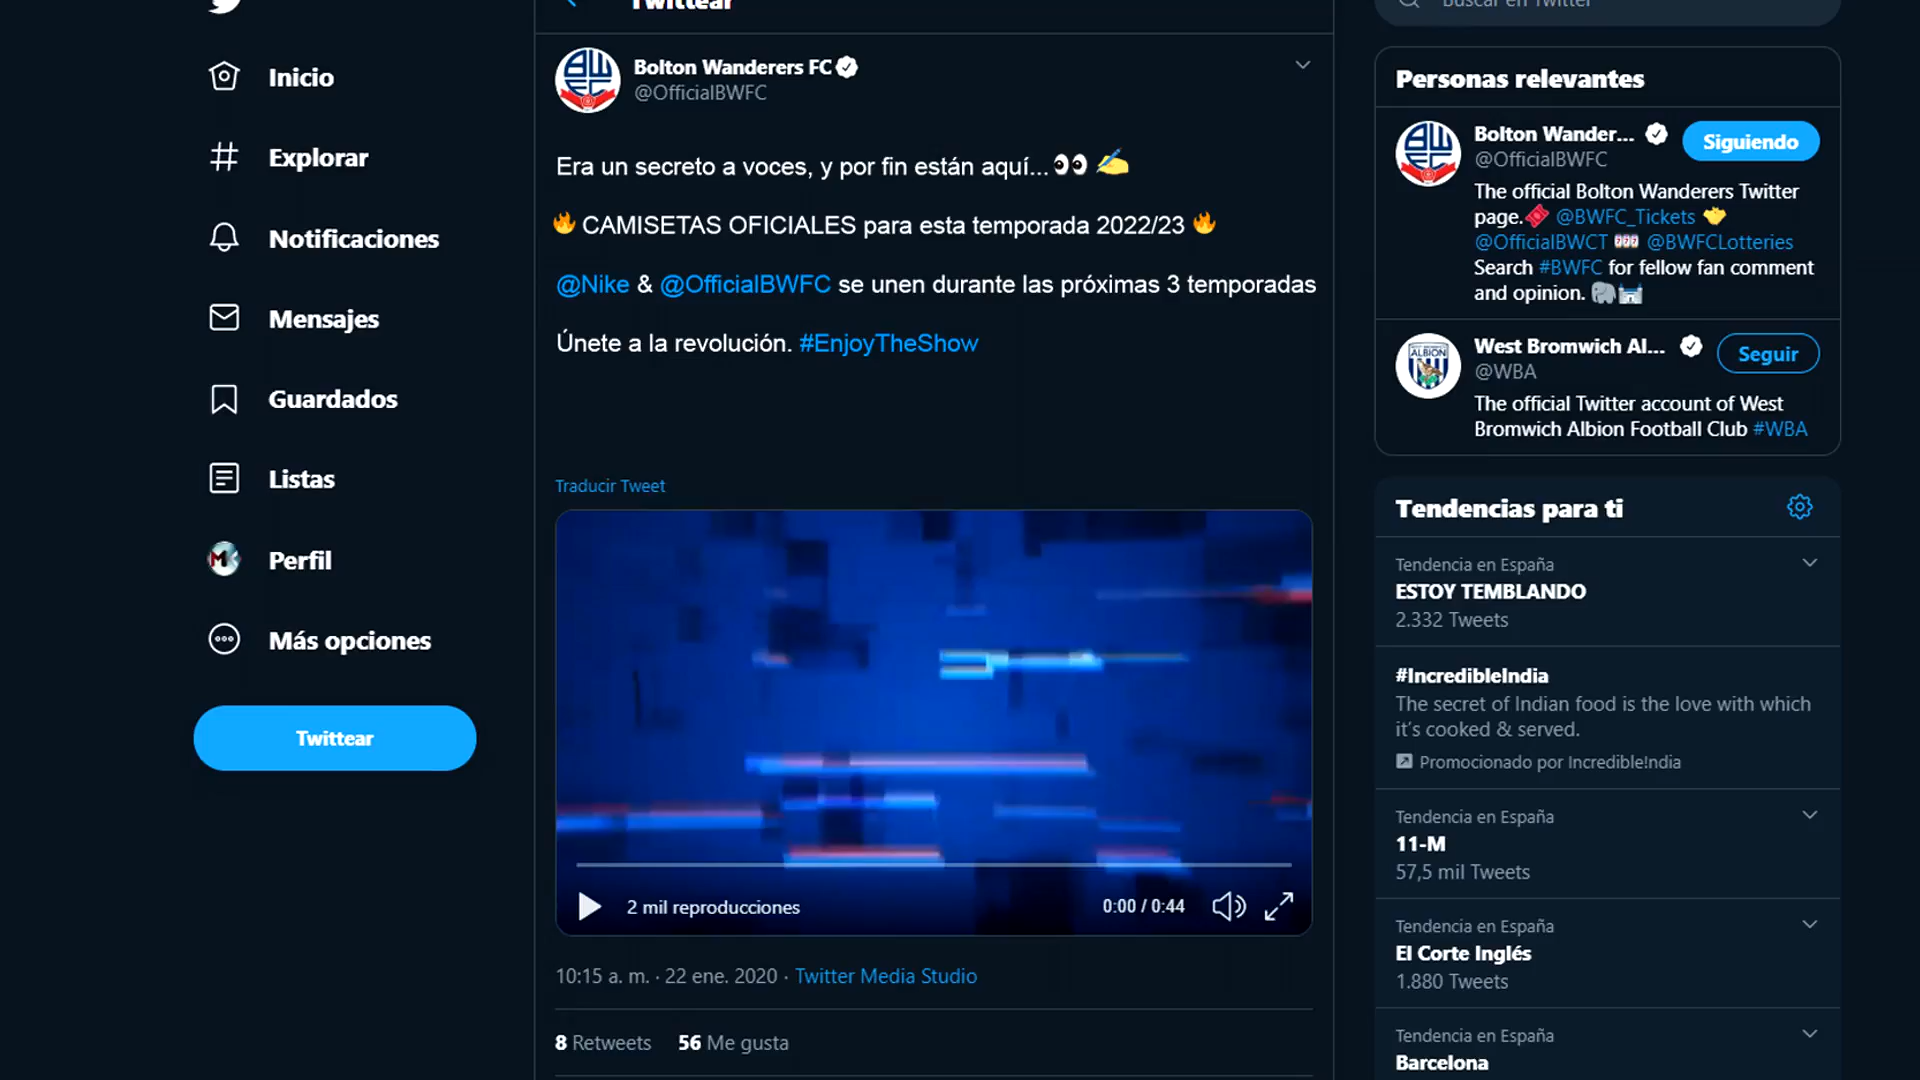 Twittear
Buscar en Twitter
Inicio
Explorar
Notificaciones
Mensajes
Guardados
Listas
Perfil
Más opciones
Twittear
Bolton Wanderers FC
@OfficialBWFC
Era un secreto a voces, y por fin están aquí...👀 ✍
🔥 CAMISETAS OFICIALES para esta temporada 2022/23 🔥
@Nike & @OfficialBWFC se unen durante las próximas 3 temporadas
Únete a la revolución. #EnjoyTheShow
Traducir Tweet
2 mil reproducciones
0:00 / 0:44
10:15 a. m. · 22 ene. 2020 · Twitter Media Studio
8 Retweets 56 Me gusta
Personas relevantes
Bolton Wander...
Siguiendo
@OfficialBWFC
The official Bolton Wanderers Twitter
page. @BWFC_Tickets
@OfficialBWCT @BWFCLotteries
Search #BWFC for fellow fan comment
and opinion.
ALBION
West Bromwich Al...
Seguir
@WBA
The official Twitter account of West
Bromwich Albion Football Club #WBA
Tendencias para ti
Tendencia en España
ESTOY TEMBLANDO
2.332 Tweets
#IncredibleIndia
The secret of Indian food is the love with which
it's cooked & served.
Promocionado por Incredible!ndia
Tendencia en España
11-M
57,5 mil Tweets
Tendencia en España
El Corte Inglés
1.880 Tweets
Tendencia en España
Barcelona